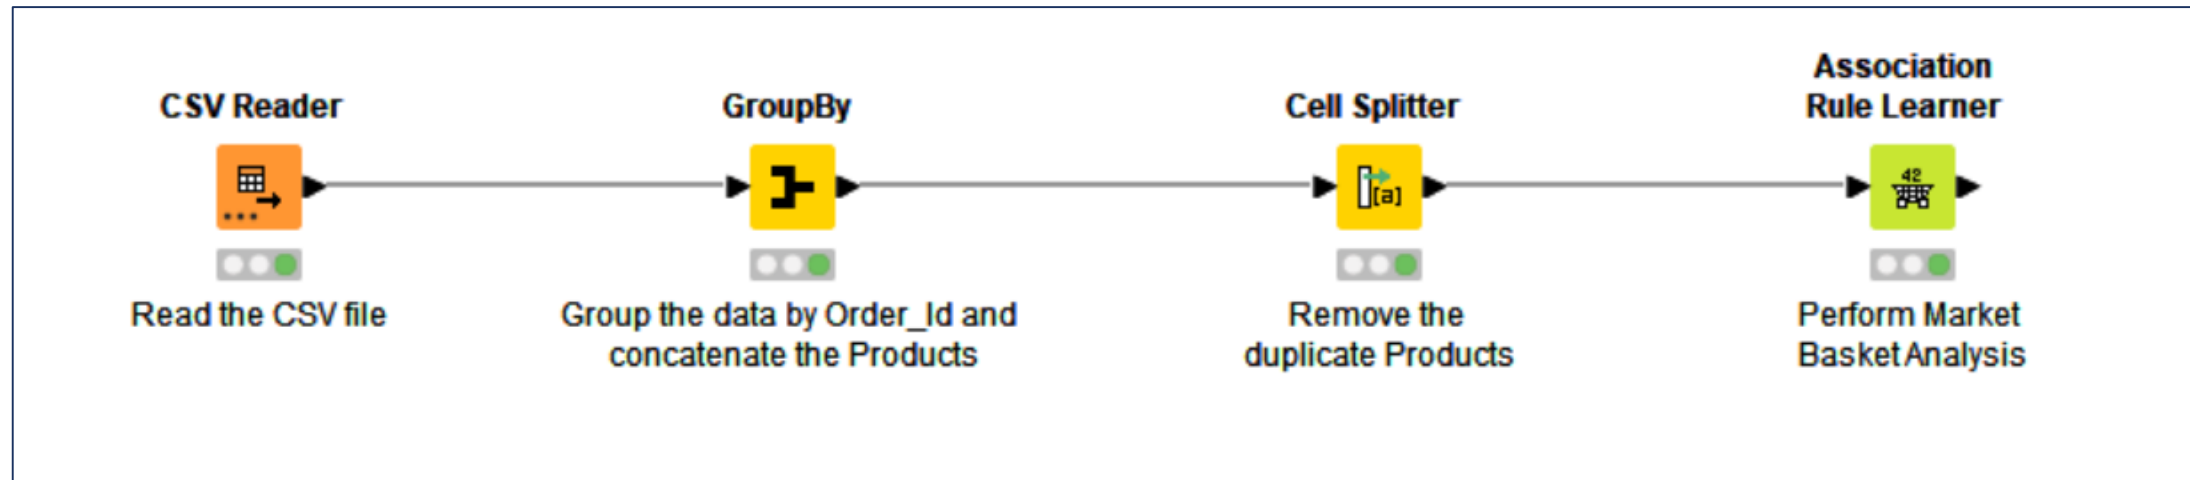 CSV Reader
GroupBy
Cell Splitter
Association
Rule Learner
[a]
42
Read the CSV file
Group the data by Order_Id and
concatenate the Products
Remove the
duplicate Products
Perform Market
Basket Analysis